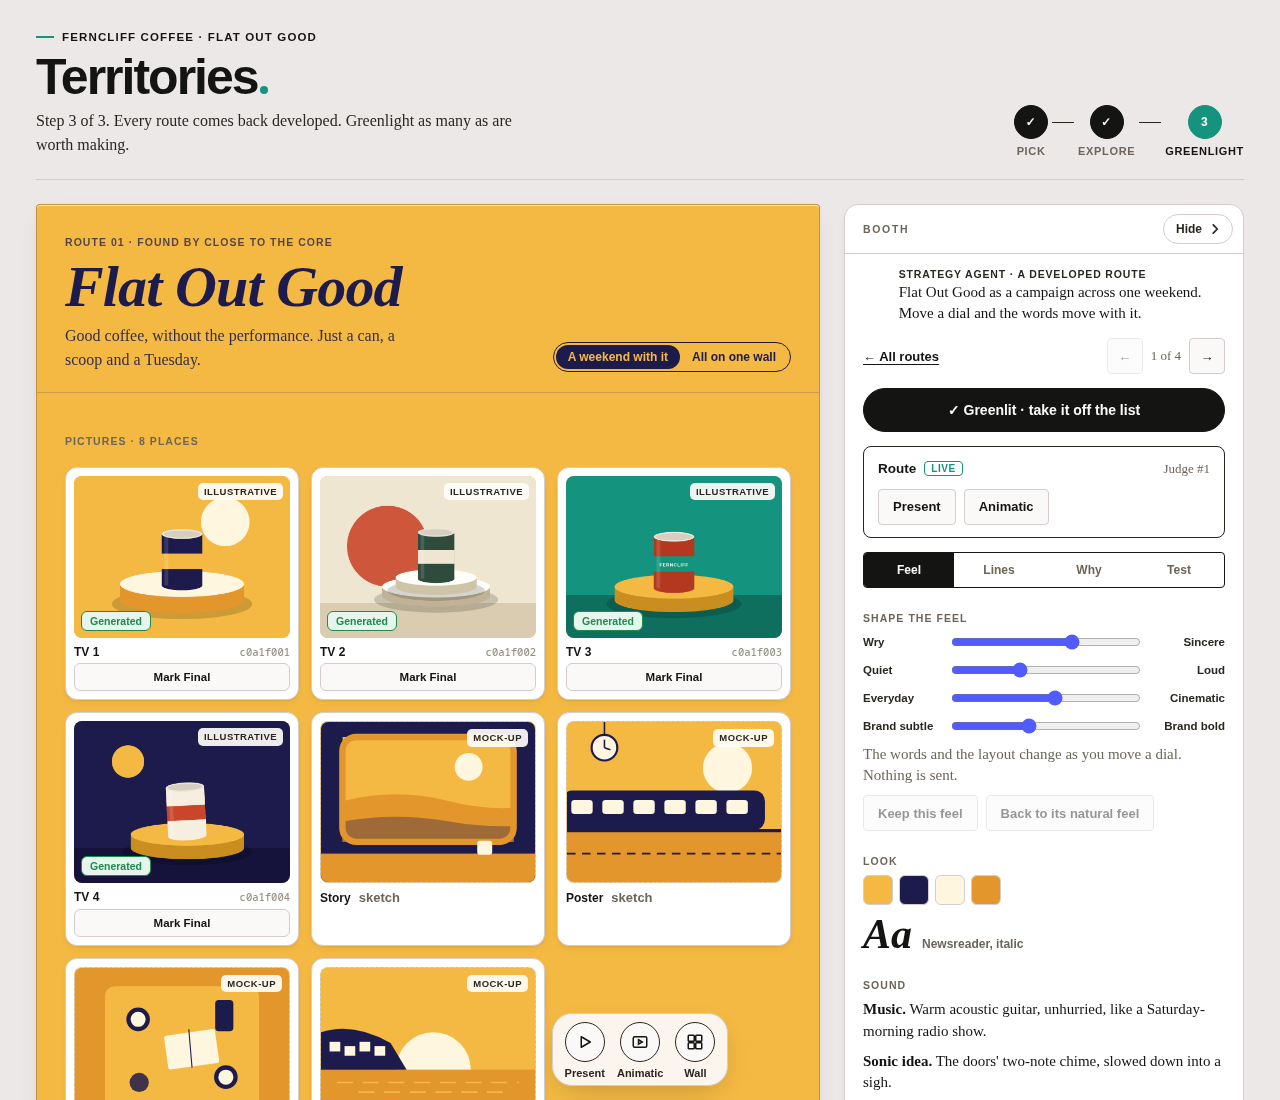 FERNCLIFF COFFEE · FLAT OUT GOOD
Territories.
Step 3 of 3. Every route comes back developed. Greenlight as many as are
worth making.
✓
✓
3
PICK
EXPLORE
GREENLIGHT
ROUTE 01 · FOUND BY CLOSE TO THE CORE
Flat Out Good
Good coffee, without the performance. Just a can, a
scoop and a Tuesday.
A weekend with it
All on one wall
PICTURES · 8 PLACES
ILLUSTRATIVE
Generated
TV 1
c0a1f001
Mark Final
ILLUSTRATIVE
Generated
TV 2
c0a1f002
Mark Final
ILLUSTRATIVE
FERNCLIFF
Generated
TV 3
c0a1f003
Mark Final
ILLUSTRATIVE
Generated
TV 4
c0a1f004
Mark Final
MOCK-UP
Story sketch
MOCK-UP
Poster sketch
MOCK-UP
MOCK-UP
Present
Animatic
Wall
BOOTH
Hide
STRATEGY AGENT · A DEVELOPED ROUTE
Flat Out Good as a campaign across one weekend.
Move a dial and the words move with it.
← All routes
←
1 of 4
→
✓ Greenlit · take it off the list
Route LIVE
Judge #1
Present
Animatic
Feel
Lines
Why
Test
SHAPE THE FEEL
Wry
Sincere
Quiet
Loud
Everyday
Cinematic
Brand subtle
Brand bold
The words and the layout change as you move a dial.
Nothing is sent.
Keep this feel
Back to its natural feel
LOOK
Aa Newsreader, italic
SOUND
Music. Warm acoustic guitar, unhurried, like a Saturday-
morning radio show.
Sonic idea. The doors' two-note chime, slowed down into a
sigh.